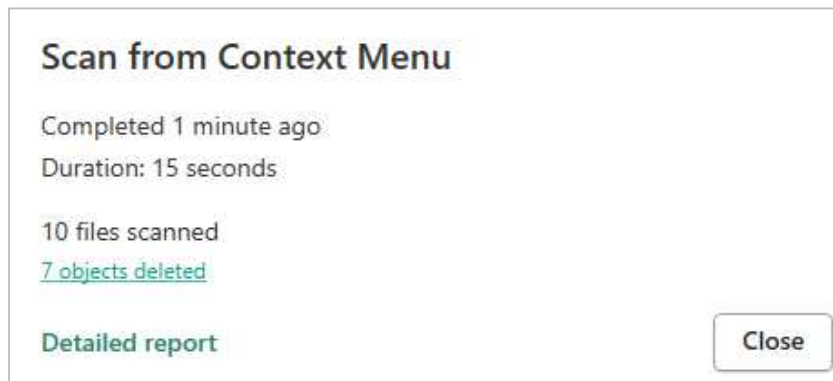 Scan from Context Menu
Completed 1 minute ago
Duration: 15 seconds
10 files scanned
7 objects deleted
Detailed report
Close